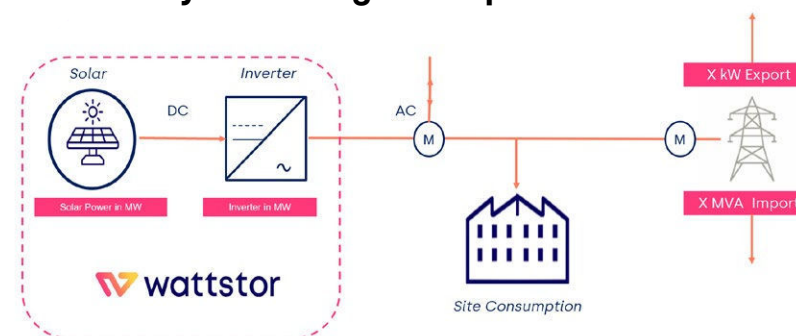 Solar
Inverter
DC
AC
M
M
X kW Export
Solar Power in MW
Inverter in MW
X MVA Import
wattstor
Site Consumption